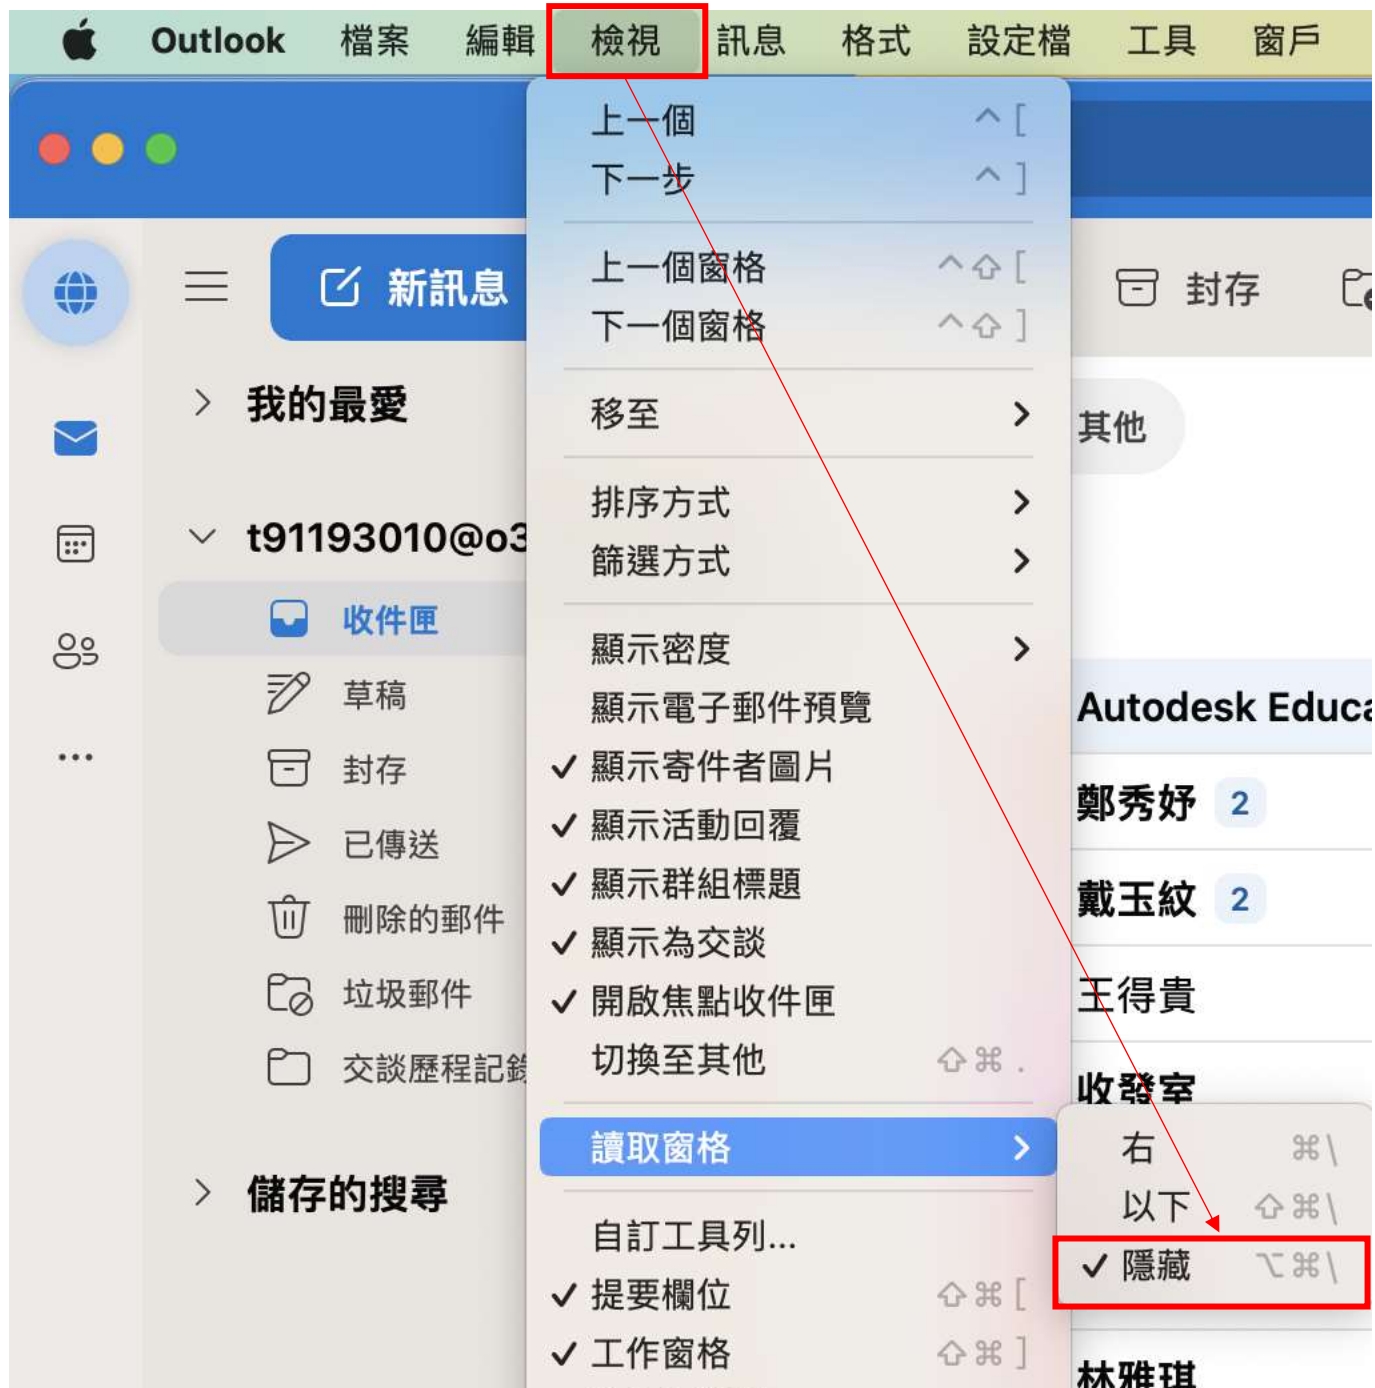 Outlook 檔案 編輯 檢視 訊息 格式 設定檔 工具 窗戶
上一個 ^ [
下一步 ^ ]
新訊息
上一個窗格 ^⇧ [
下一個窗格 ^⇧ ]
封存
我的最愛
移至
其他
排序方式
t91193010@o3
篩選方式
收件匣
顯示密度
草稿
顯示電子郵件預覽
Autodesk Educa
封存
✓ 顯示寄件者圖片
鄭秀妤 2
已傳送
✓ 顯示活動回覆
刪除的郵件
✓ 顯示群組標題
戴玉紋 2
✓ 顯示為交談
垃圾郵件
✓ 開啟焦點收件匣
王得貴
交談歷程記錄
切換至其他 ⇧⌘ .
收發室
讀取窗格
右 ⌘\
儲存的搜尋
以下 ⇧⌘\
自訂工具列...
✓ 隱藏 ⌥⌘\
✓ 提要欄位 ⇧⌘ [
✓ 工作窗格 ⇧⌘ ]
林雅琪